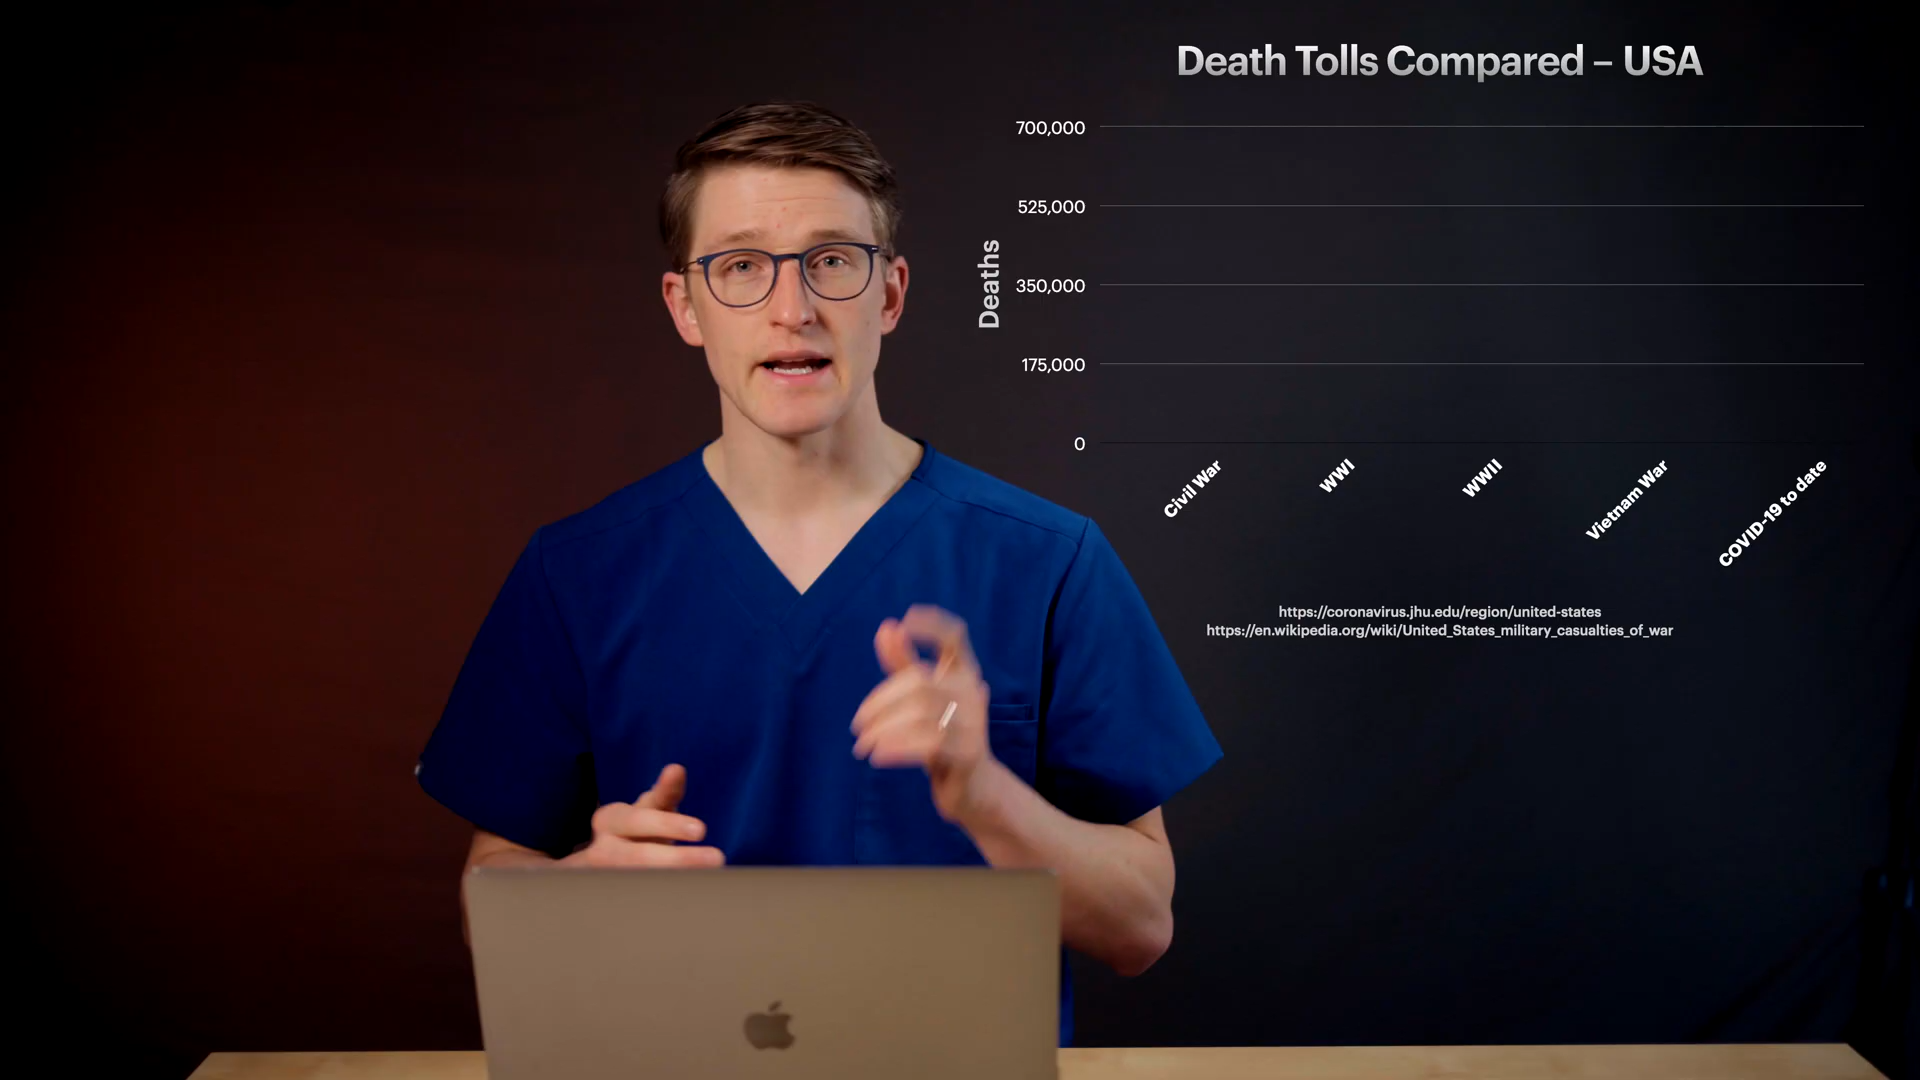 Death Tolls Compared – USA
700,000
525,000
350,000
175,000
0
Deaths
Civil War
WWI
WWII
Vietnam War
COVID-19 to date
https://coronavirus.jhu.edu/region/united-states
https://en.wikipedia.org/wiki/United_States_military_casualties_of_war